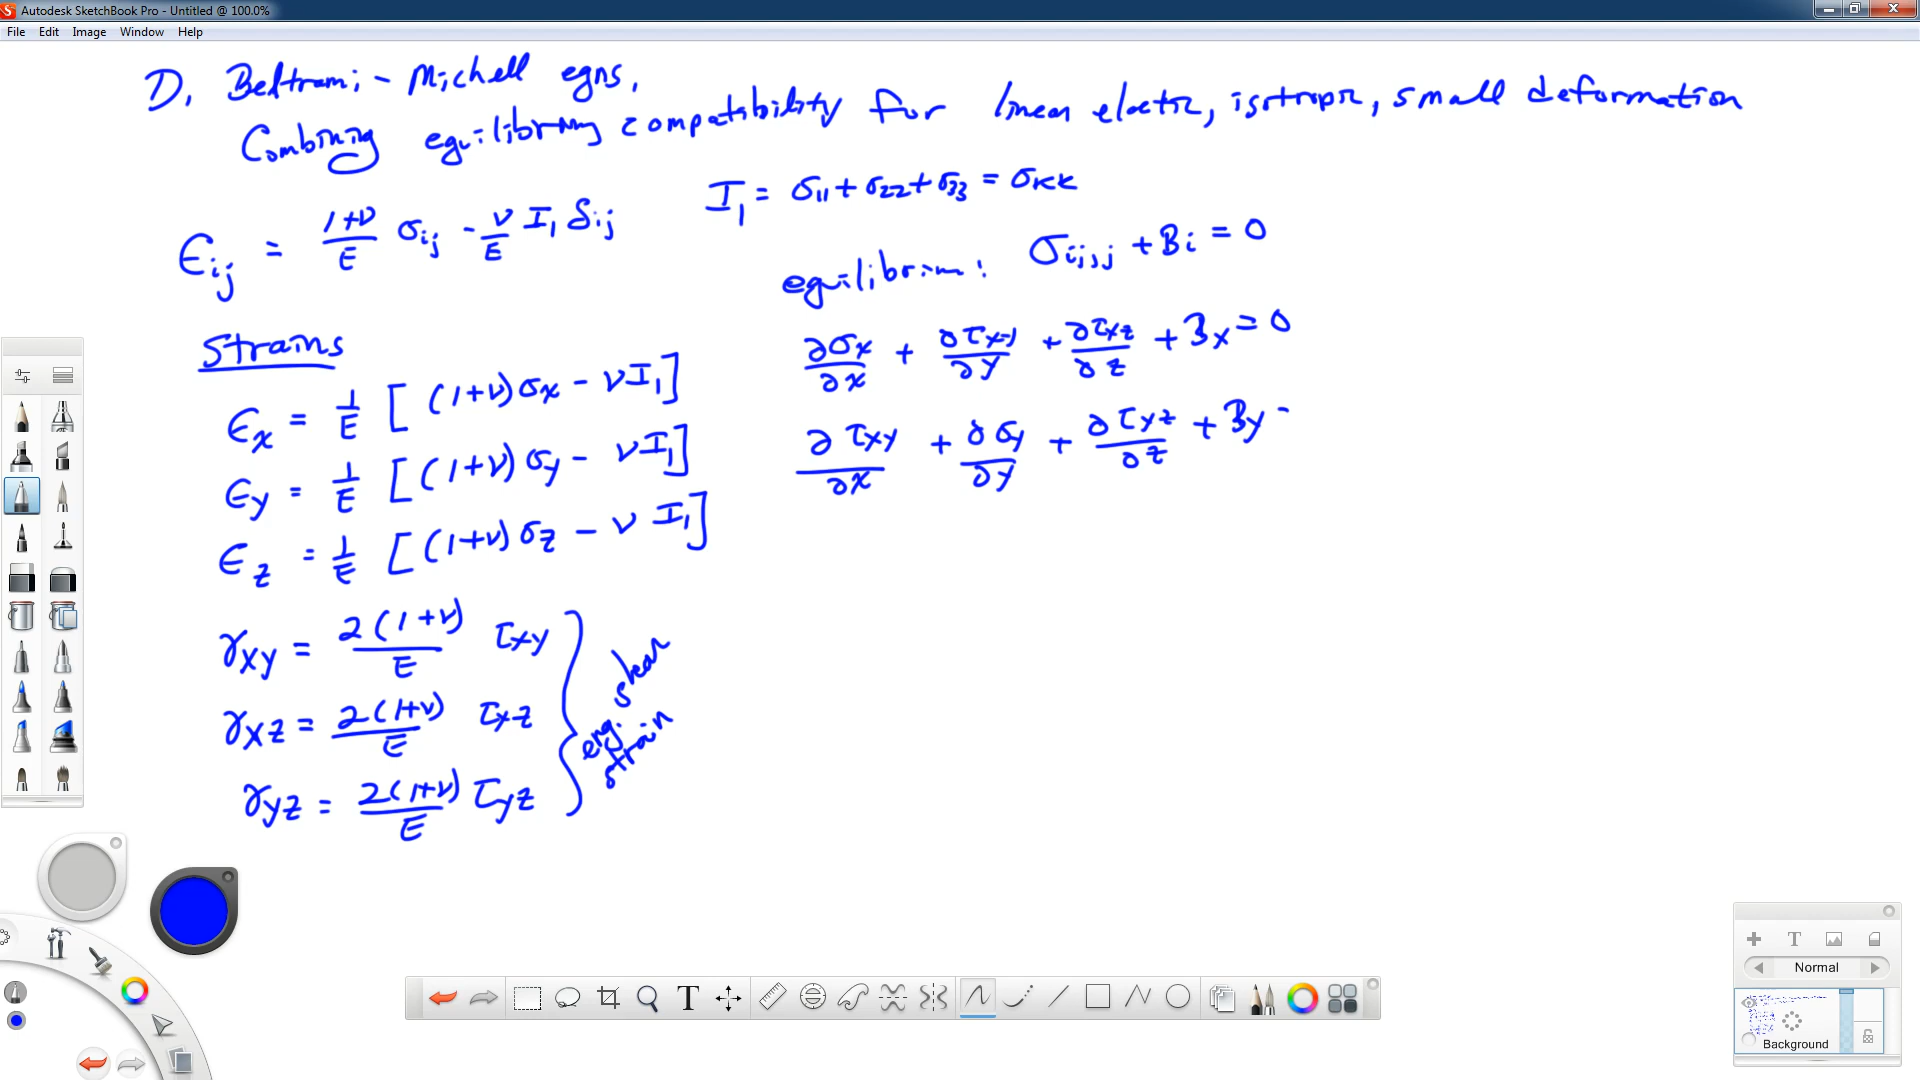 Autodesk SketchBook Pro - Untitled @ 100.0%
File Edit Image Window Help
D. Beltrami - Michell eqns.
Combining equilibrium, compatibility for linear elastic, isotropic, small deformation
ϵij = (1+ν)/E σij - ν/E I₁ δij
I₁ = σ11 + σ22 + σ33 = σKK
equilibrium: σij,j + Bi = 0
Strains
ϵx = 1/E [(1+ν)σx - νI₁]
ϵy = 1/E [(1+ν)σy - νI₁]
ϵz = 1/E [(1+ν)σz - νI₁]
γxy = 2(1+ν)/E τxy
γxz = 2(1+ν)/E τxz
γyz = 2(1+ν)/E τyz
eng. shear
strain
∂σx/∂x + ∂τxy/∂y + ∂τxz/∂z + Bx = 0
∂τxy/∂x + ∂σy/∂y + ∂τyz/∂z + By -
T
T
Normal
Background